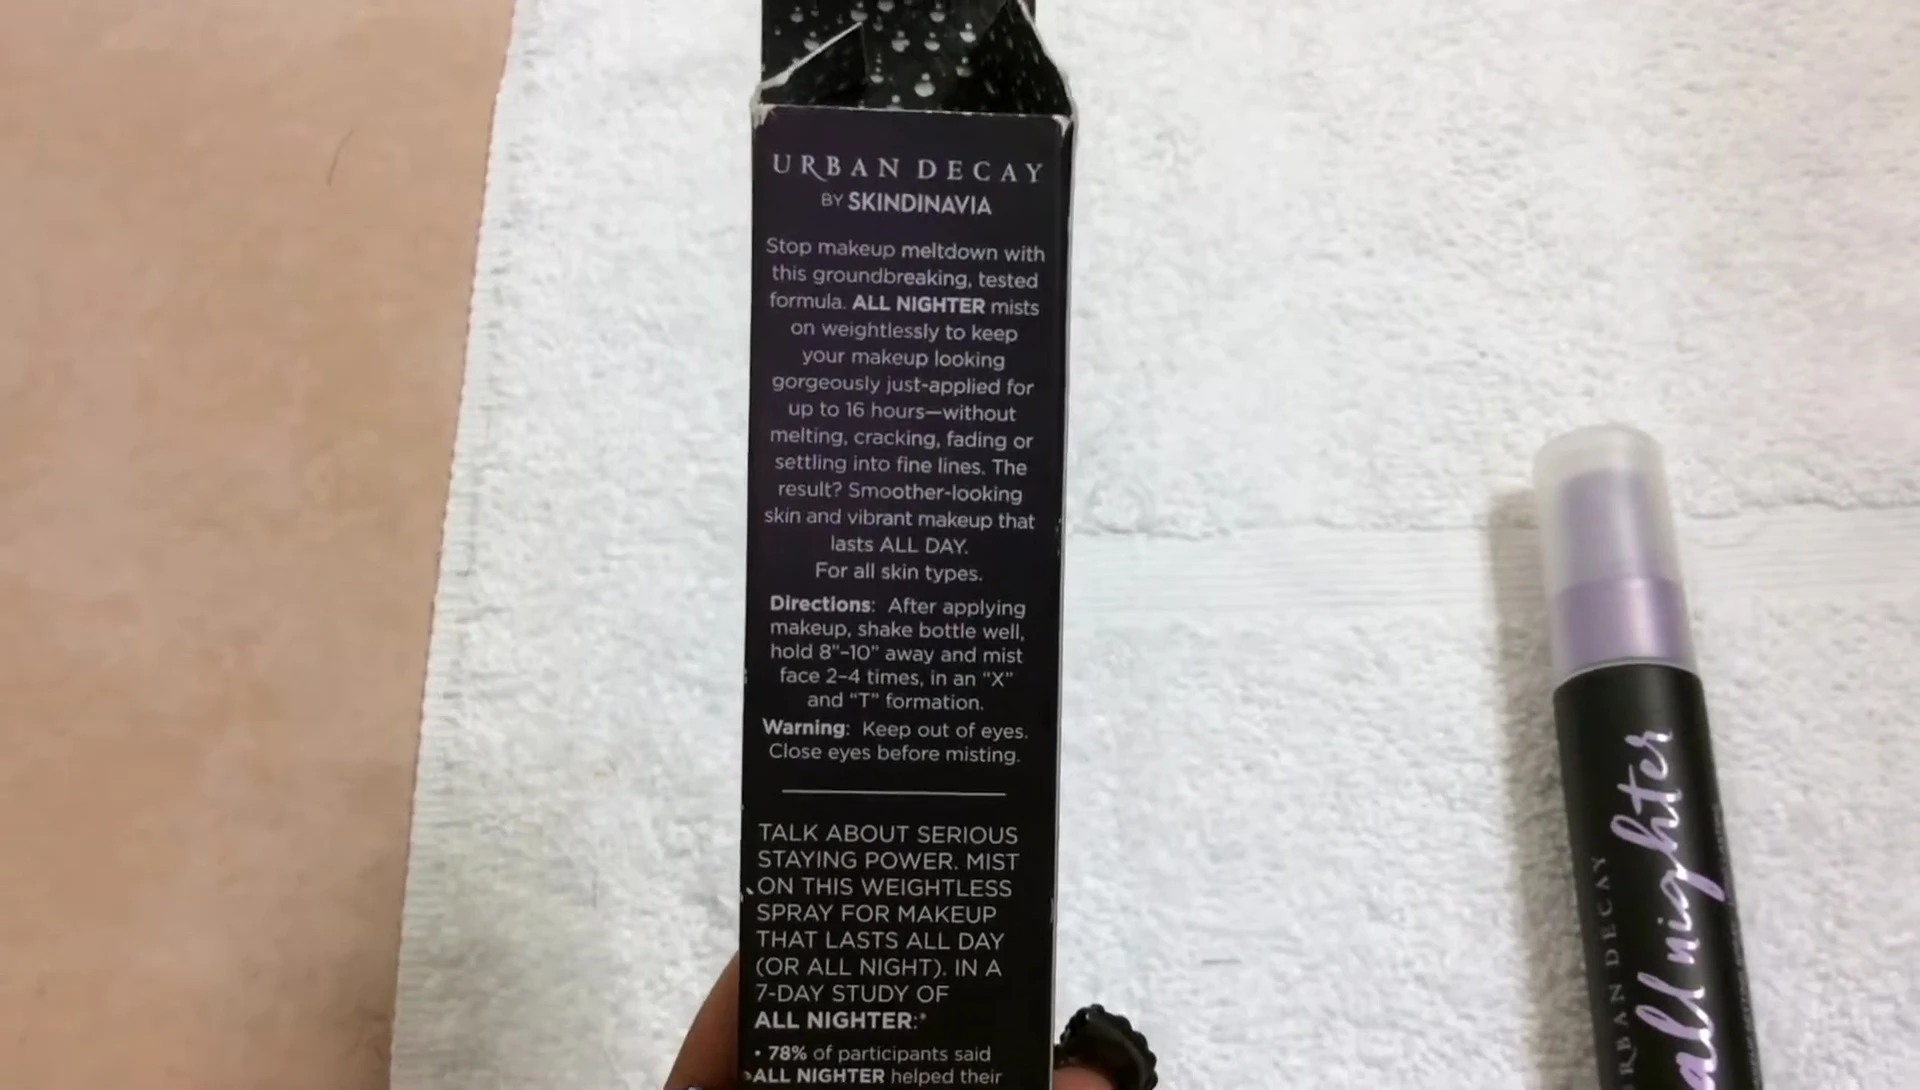 URBAN DECAY
BY SKINDINAVIA
Stop makeup meltdown with
this groundbreaking, tested
formula. ALL NIGHTER mists
on weightlessly to keep
your makeup looking
gorgeously just-applied for
up to 16 hours—without
melting, cracking, fading or
settling into fine lines. The
result? Smoother-looking
skin and vibrant makeup that
lasts ALL DAY.
For all skin types.
Directions: After applying
makeup, shake bottle well,
hold 8"–10" away and mist
face 2–4 times, in an “X”
and “T” formation.
Warning: Keep out of eyes.
Close eyes before misting.
TALK ABOUT SERIOUS
STAYING POWER. MIST
ON THIS WEIGHTLESS
SPRAY FOR MAKEUP
THAT LASTS ALL DAY
(OR ALL NIGHT). IN A
7-DAY STUDY OF
ALL NIGHTER:*
• 78% of participants said
ALL NIGHTER helped their
URBAN DECAY
all nighter